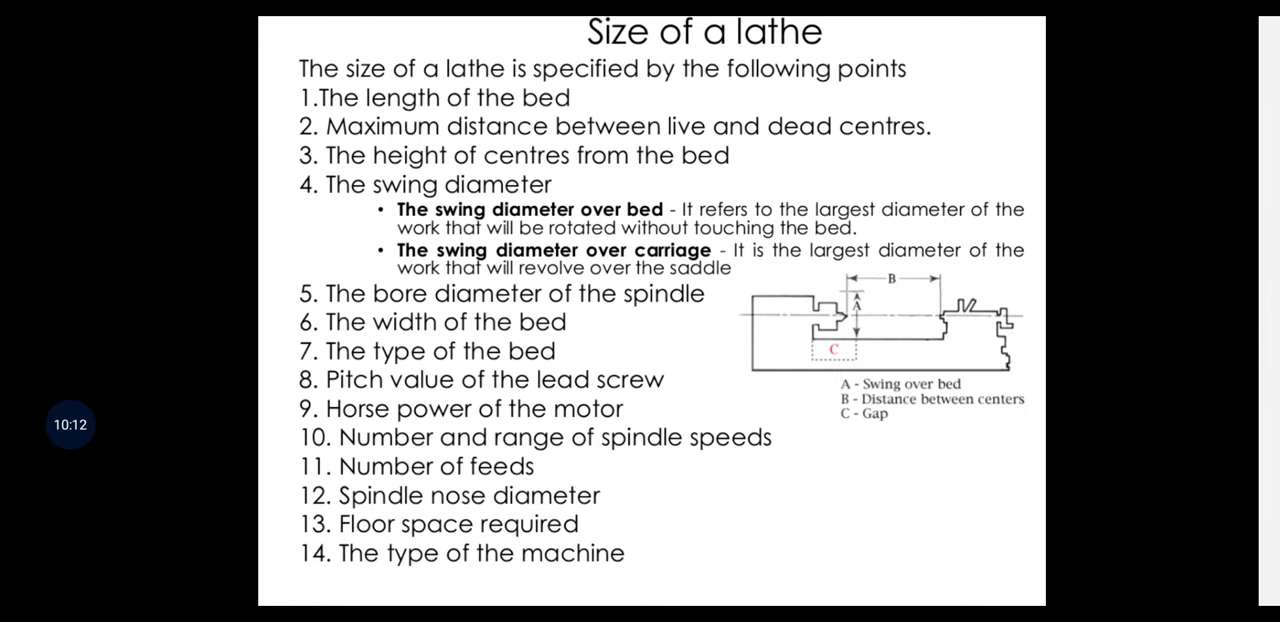 Size of a lathe
The size of a lathe is specified by the following points
1.The length of the bed
2. Maximum distance between live and dead centres.
3. The height of centres from the bed
4. The swing diameter
• The swing diameter over bed - It refers to the largest diameter of the
work that will be rotated without touching the bed.
• The swing diameter over carriage - It is the largest diameter of the
work that will revolve over the saddle
5. The bore diameter of the spindle
6. The width of the bed
7. The type of the bed
8. Pitch value of the lead screw
9. Horse power of the motor
10. Number and range of spindle speeds
11. Number of feeds
12. Spindle nose diameter
13. Floor space required
14. The type of the machine
B
A
C
A - Swing over bed
B - Distance between centers
C - Gap
10:12